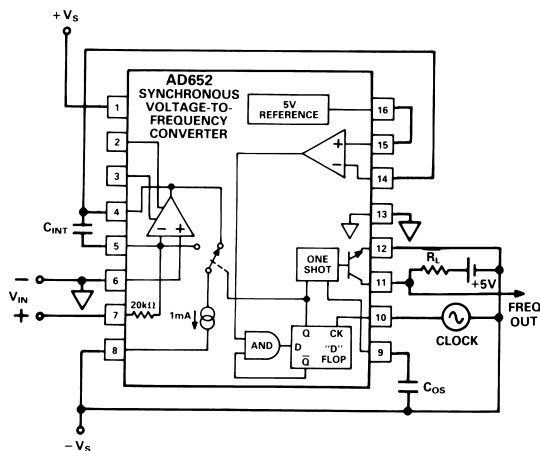 +VS
AD652
SYNCHRONOUS
VOLTAGE-TO-
FREQUENCY
CONVERTER
5V
REFERENCE
1
2
3
4
5
6
7
8
16
15
14
13
12
11
10
9
+
−
− +
CINT
−
VIN
+
20kΩ
1mA
ONE
SHOT
AND
Q CK
D "D"
Q̅ FLOP
RL
+5V
FREQ
OUT
CLOCK
COS
−VS